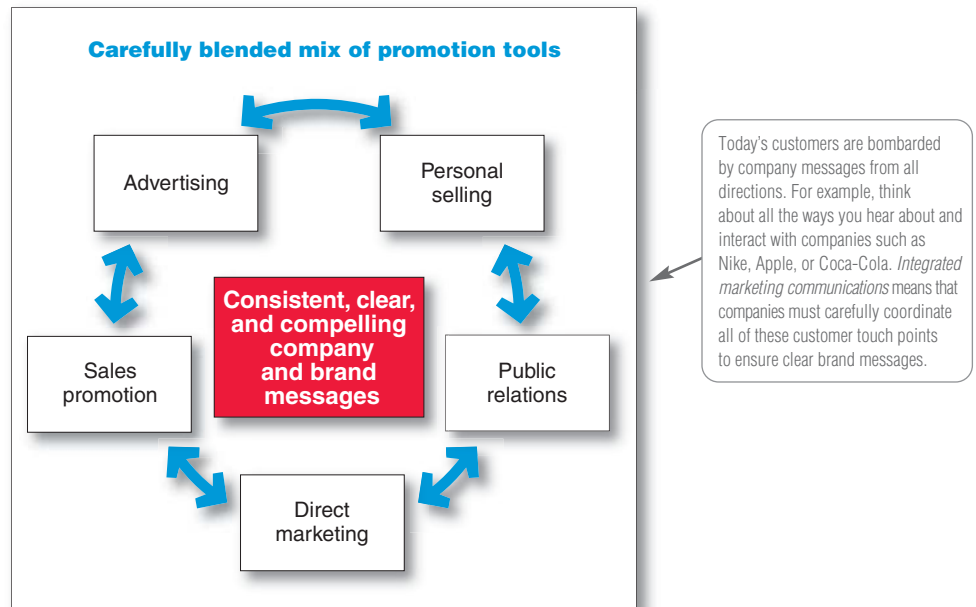 Carefully blended mix of promotion tools
Advertising
Personal
selling
Consistent, clear,
and compelling
company
and brand
messages
Sales
promotion
Public
relations
Direct
marketing
Today's customers are bombarded
by company messages from all
directions. For example, think
about all the ways you hear about and
interact with companies such as
Nike, Apple, or Coca-Cola. Integrated
marketing communications means that
companies must carefully coordinate
all of these customer touch points
to ensure clear brand messages.